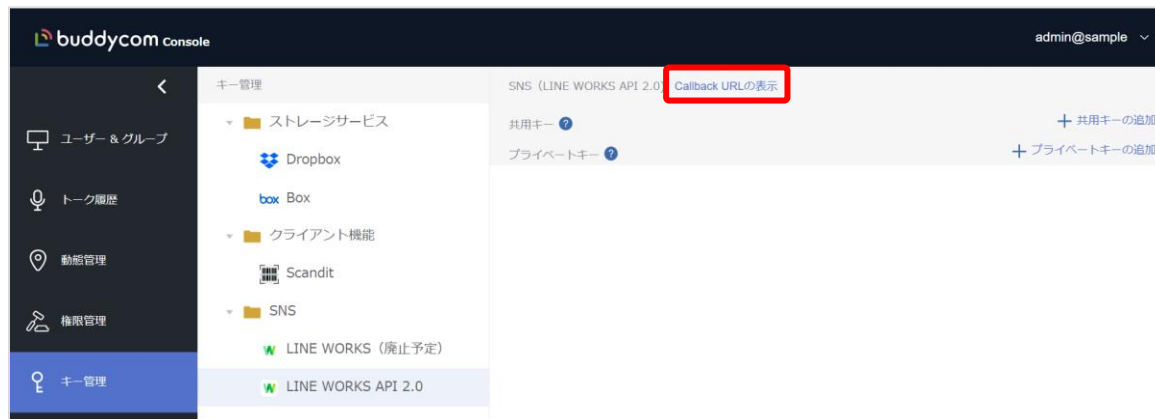 buddycom Console
admin@sample
ユーザー & グループ
トーク履歴
動態管理
権限管理
キー管理
キー管理
ストレージサービス
Dropbox
box Box
クライアント機能
Scandit
SNS
LINE WORKS（廃止予定）
LINE WORKS API 2.0
SNS（LINE WORKS API 2.0） Callback URLの表示
共用キー ?
+ 共用キーの追加
プライベートキー ?
+ プライベートキーの追加